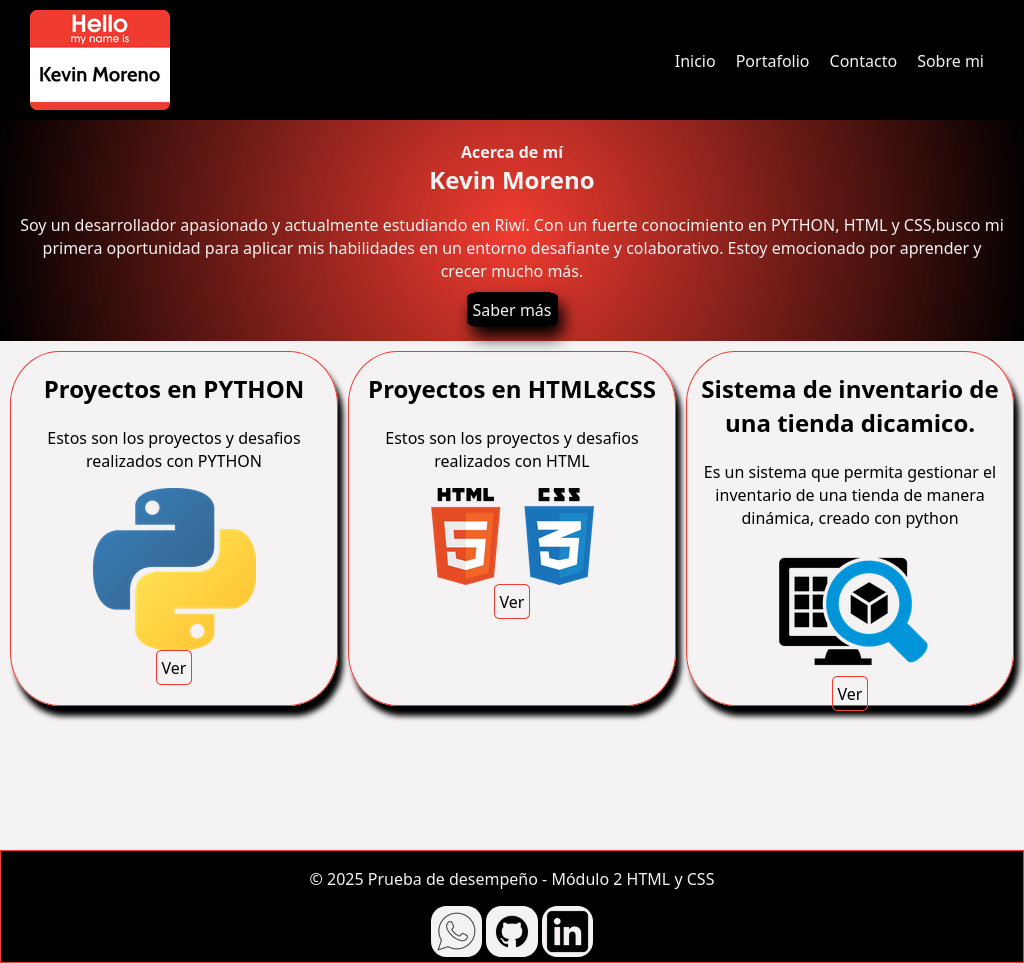 Hello
my name is
Kevin Moreno
Inicio Portafolio Contacto Sobre mi
Acerca de mí
Kevin Moreno
Soy un desarrollador apasionado y actualmente estudiando en Riwí. Con un fuerte conocimiento en PYTHON, HTML y CSS,busco mi
primera oportunidad para aplicar mis habilidades en un entorno desafiante y colaborativo. Estoy emocionado por aprender y
crecer mucho más.
Saber más
Proyectos en PYTHON
Estos son los proyectos y desafios
realizados con PYTHON
Ver
Proyectos en HTML&CSS
Estos son los proyectos y desafios
realizados con HTML
HTML CSS
5 3
Ver
Sistema de inventario de
una tienda dicamico.
Es un sistema que permita gestionar el
inventario de una tienda de manera
dinámica, creado con python
Ver
© 2025 Prueba de desempeño - Módulo 2 HTML y CSS
in